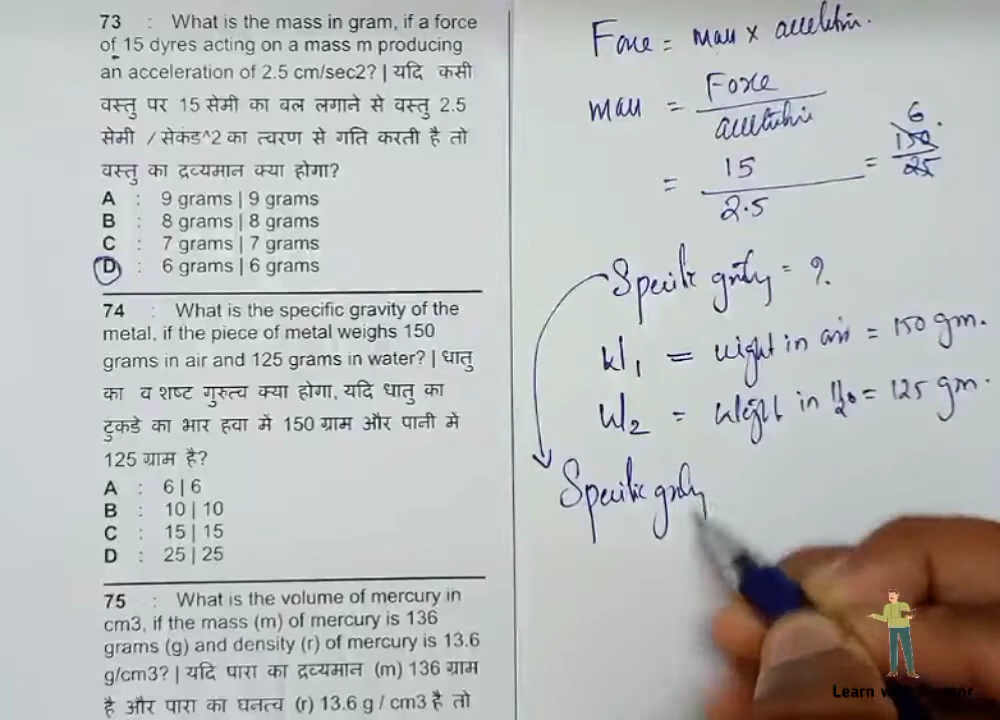 73 : What is the mass in gram, if a force
of 15 dyres acting on a mass m producing
an acceleration of 2.5 cm/sec2? | यदि कसी
वस्तु पर 15 सेमी का बल लगाने से वस्तु 2.5
सेमी / सेकंड^2 का त्वरण से गति करती है तो
वस्तु का द्रव्यमान क्या होगा?
A : 9 grams | 9 grams
B : 8 grams | 8 grams
C : 7 grams | 7 grams
D : 6 grams | 6 grams
74 : What is the specific gravity of the
metal, if the piece of metal weighs 150
grams in air and 125 grams in water? | धातु
का व शष्ट गुरुत्व क्या होगा, यदि धातु का
टुकडे का भार हवा में 150 ग्राम और पानी में
125 ग्राम है?
A : 6 | 6
B : 10 | 10
C : 15 | 15
D : 25 | 25
75 : What is the volume of mercury in
cm3, if the mass (m) of mercury is 136
grams (g) and density (r) of mercury is 13.6
g/cm3? | यदि पारा का द्रव्यमान (m) 136 ग्राम
है और पारा का घनत्व (r) 13.6 g / cm3 है तो
Force = mass x
mass = Force
= 15 = 150 6
2.5 25
Specific = ?
W1 = weight in air = 150 gm.
W2 = weight in = 125 gm.
Specific
Learn w